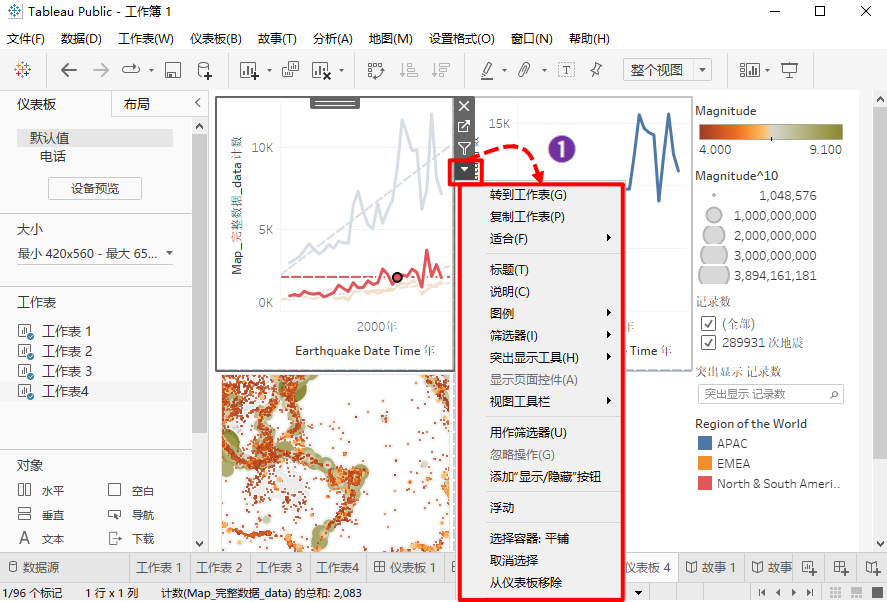 Tableau Public - 工作簿 1
文件(F) 数据(D) 工作表(W) 仪表板(B) 故事(T) 分析(A) 地图(M) 设置格式(O) 窗口(N) 帮助(H)
整个视图
仪表板 布局
默认值
电话
设备预览
大小
最小 420x560 - 最大 65...
工作表
工作表 1
工作表 2
工作表 3
工作表4
对象
水平 空白
垂直 导航
文本 下载
Map_完整数据_data 计数
10K
5K
0K
2000年
Earthquake Date Time 年
15K
1
年
e Time 年
转到工作表(G)
复制工作表(P)
适合(F)
标题(T)
说明(C)
图例
筛选器(I)
突出显示工具(H)
显示页面控件(A)
视图工具栏
用作筛选器(U)
忽略操作(G)
添加"显示/隐藏"按钮
浮动
选择容器: 平铺
取消选择
从仪表板移除
Magnitude
4.000 9.100
Magnitude^10
1,048,576
1,000,000,000
2,000,000,000
3,000,000,000
3,894,161,181
记录数
(全部)
289931 次地震
突出显示 记录数
突出显示 记录数
Region of the World
APAC
EMEA
North & South Ameri..
数据源 工作表 1 工作表 2 工作表 3 工作表4 仪表板 1 仪表板 4 故事 1 故事
1/96 个标记 1 行 x 1 列 计数(Map_完整数据_data) 的总和: 2,083